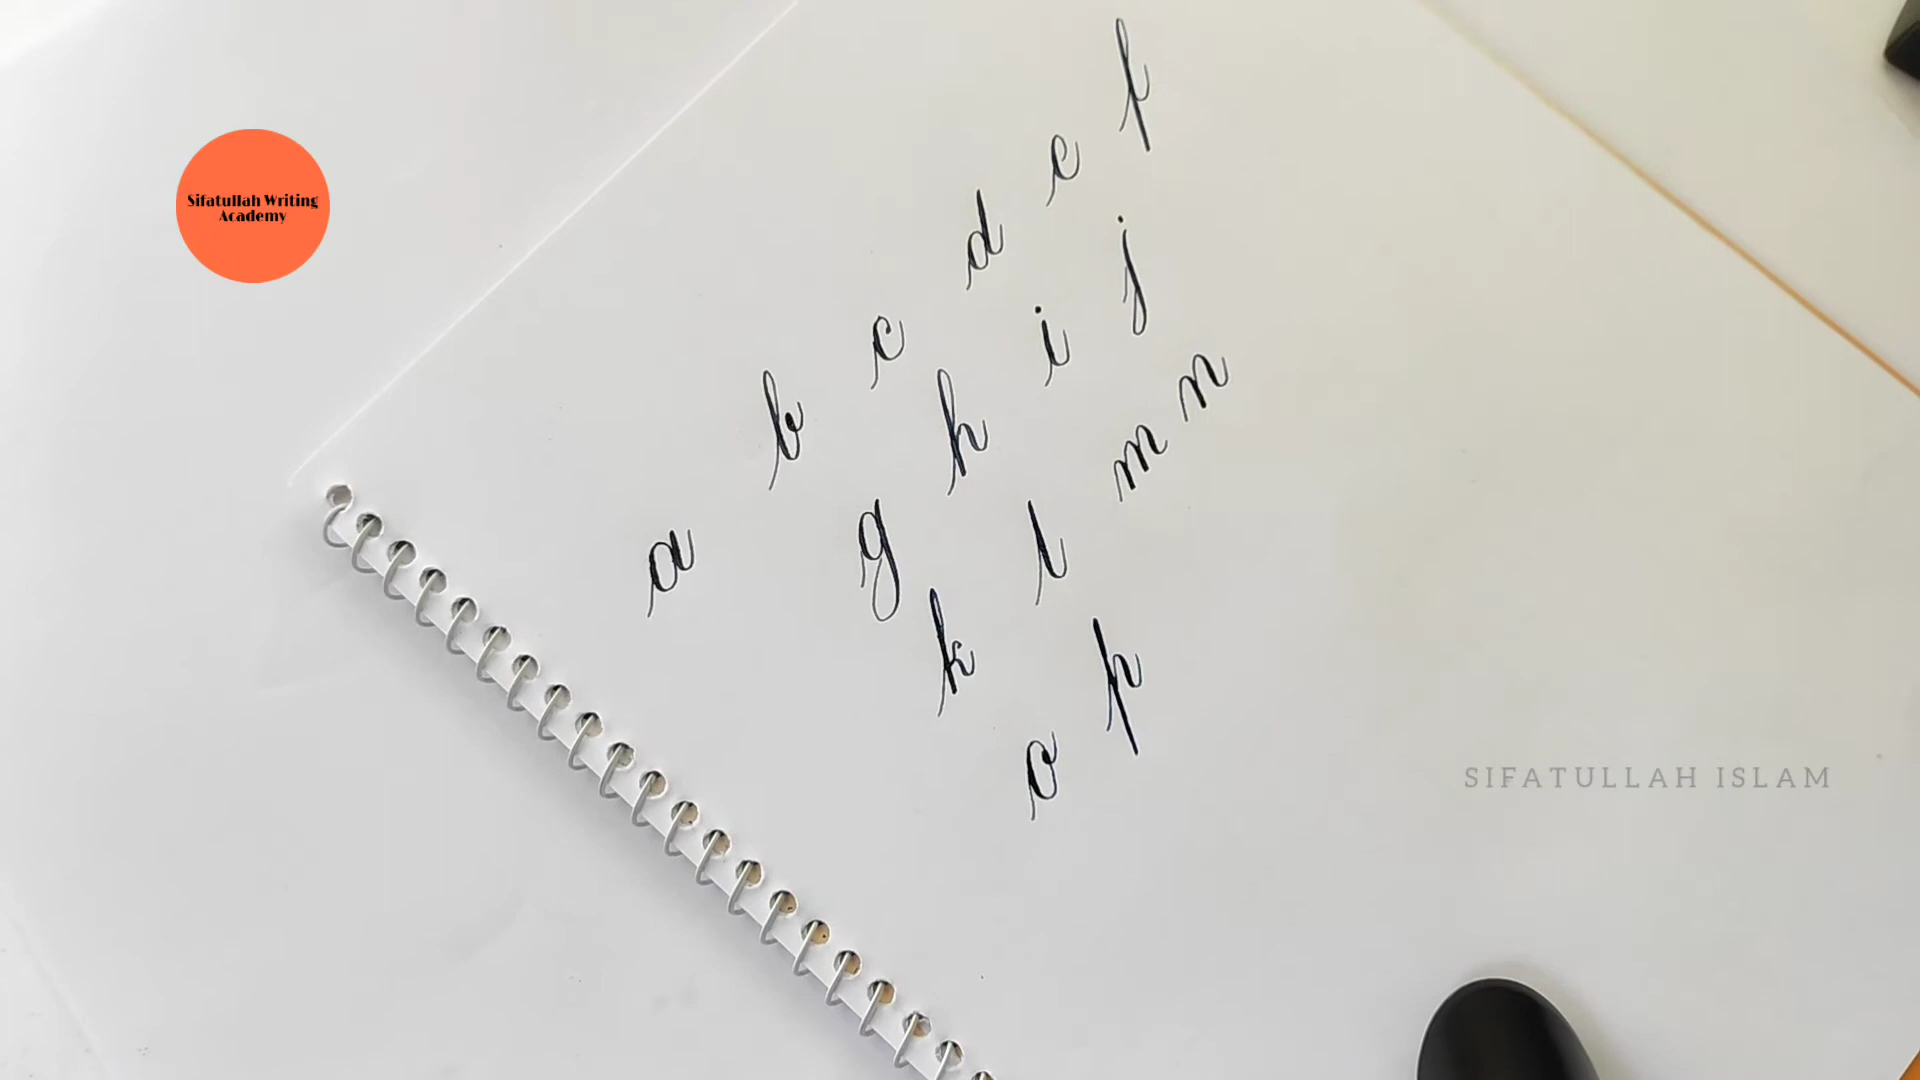 Sifatullah Writing
Academy
a b c d e f
g h i j
k l m n
o p
SIFATULLAH ISLAM